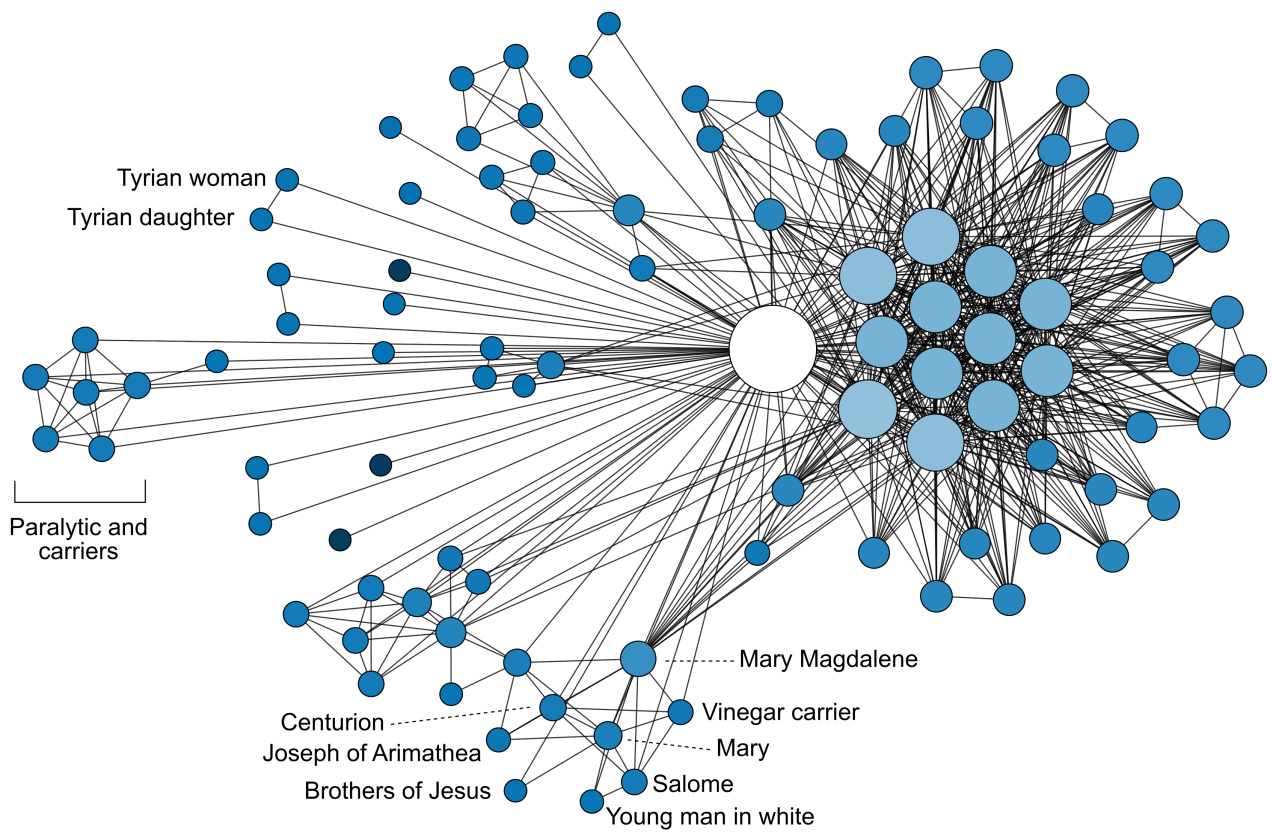 Tyrian woman
Tyrian daughter
Paralytic and
carriers
Mary Magdalene
Centurion
Vinegar carrier
Joseph of Arimathea
Mary
Brothers of Jesus
Salome
Young man in white